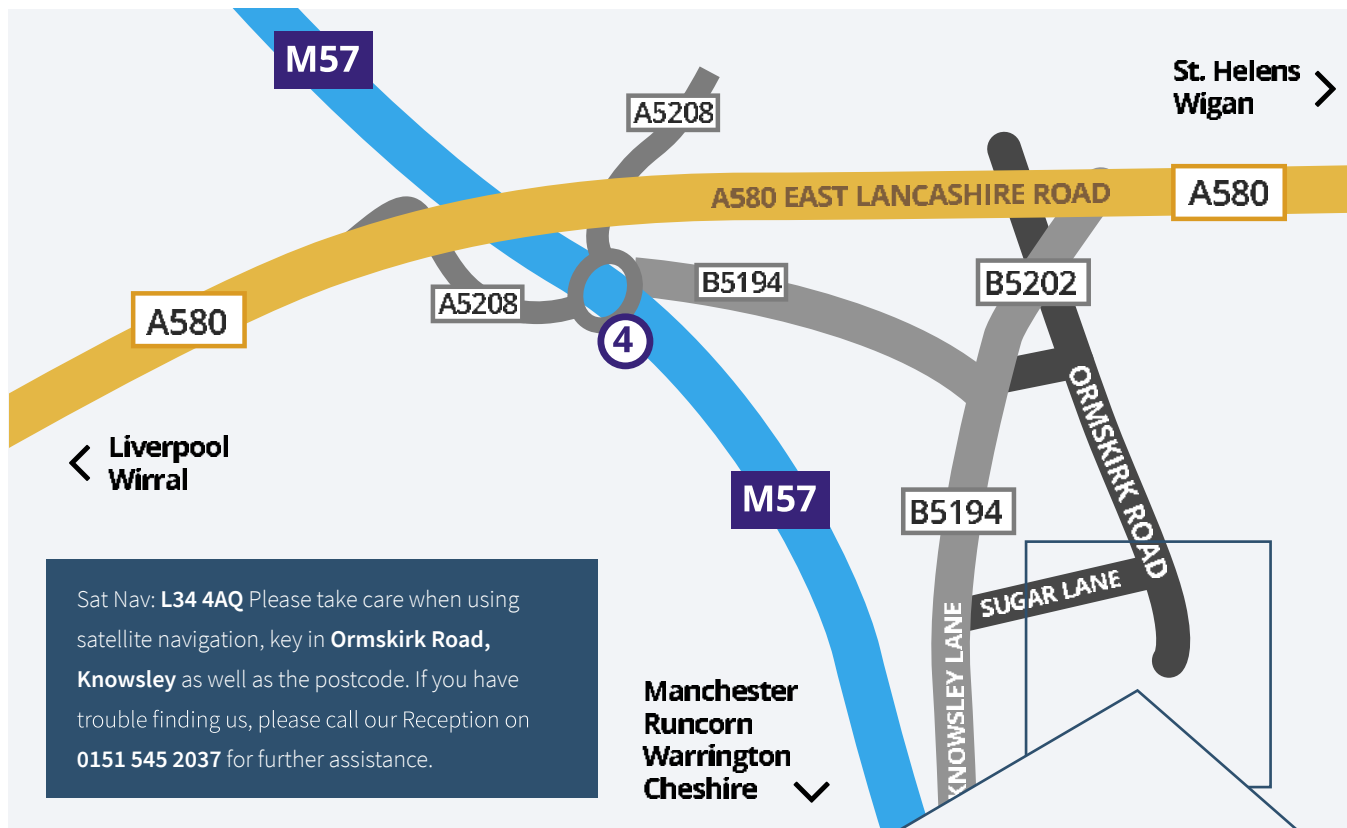 M57
St. Helens
Wigan
A5208
A580 EAST LANCASHIRE ROAD
A580
B5194
B5202
A5208
A580
4
ORMSKIRK ROAD
Liverpool
Wirral
M57
B5194
SUGAR LANE
KNOWSLEY LANE
Sat Nav: L34 4AQ Please take care when using
satellite navigation, key in Ormskirk Road,
Knowsley as well as the postcode. If you have
trouble finding us, please call our Reception on
0151 545 2037 for further assistance.
Manchester
Runcorn
Warrington
Cheshire